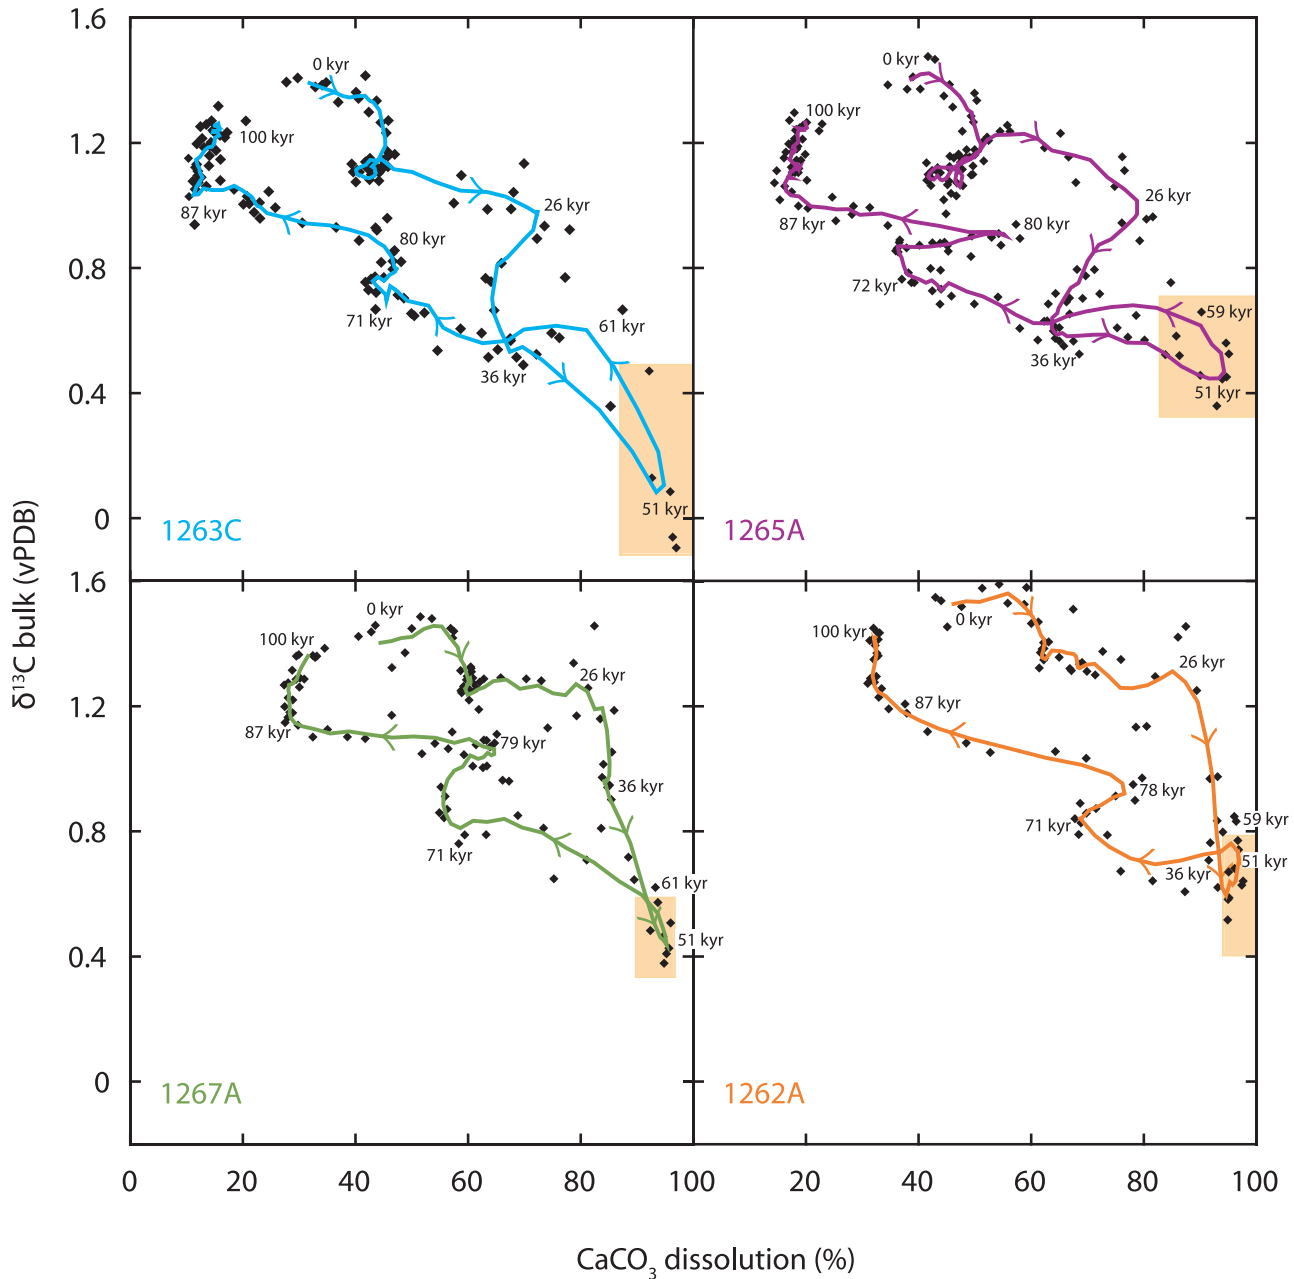 1.6
1.2
0.8
0.4
0
0 kyr
100 kyr
87 kyr
26 kyr
80 kyr
71 kyr
61 kyr
36 kyr
51 kyr
1263C
0 kyr
100 kyr
87 kyr
26 kyr
80 kyr
72 kyr
59 kyr
36 kyr
51 kyr
1265A
δ¹³C bulk (vPDB)
1.6
1.2
0.8
0.4
0
0 kyr
100 kyr
26 kyr
87 kyr
79 kyr
36 kyr
71 kyr
61 kyr
51 kyr
1267A
0 kyr
100 kyr
26 kyr
87 kyr
78 kyr
71 kyr
59 kyr
51 kyr
36 kyr
1262A
0 20 40 60 80 100 20 40 60 80 100
CaCO₃ dissolution (%)